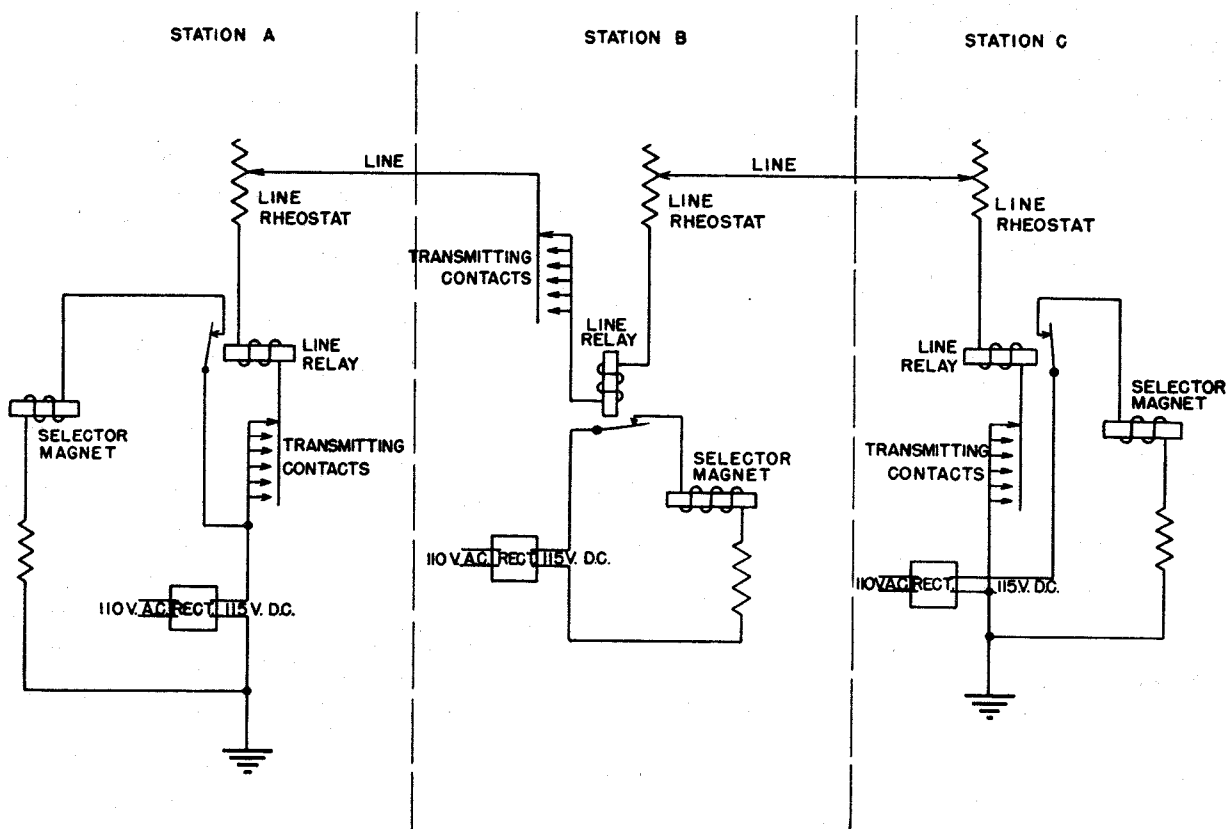 STATION A
STATION B
STATION C
LINE
LINE
RHEOSTAT
LINE
RELAY
SELECTOR
MAGNET
TRANSMITTING
CONTACTS
110 V. A.C. RECT. 115 V. D.C.
TRANSMITTING
CONTACTS
LINE
RHEOSTAT
LINE
LINE
RELAY
SELECTOR
MAGNET
110 V. A.C. RECT. 115 V. D.C.
LINE
RHEOSTAT
LINE
RELAY
SELECTOR
MAGNET
TRANSMITTING
CONTACTS
110 V. A.C. RECT. 115 V. D.C.